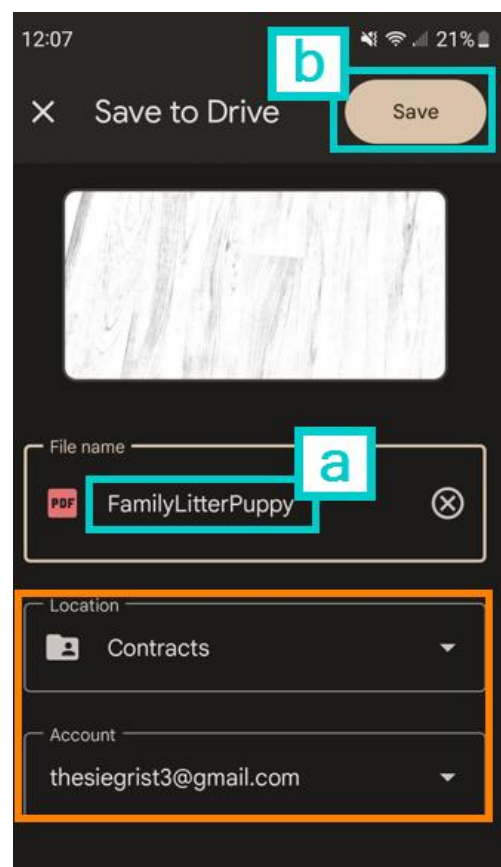 12:07 21%
b
Save to Drive Save
File name
a
PDF FamilyLitterPuppy
Location
Contracts
Account
thesiegrist3@gmail.com